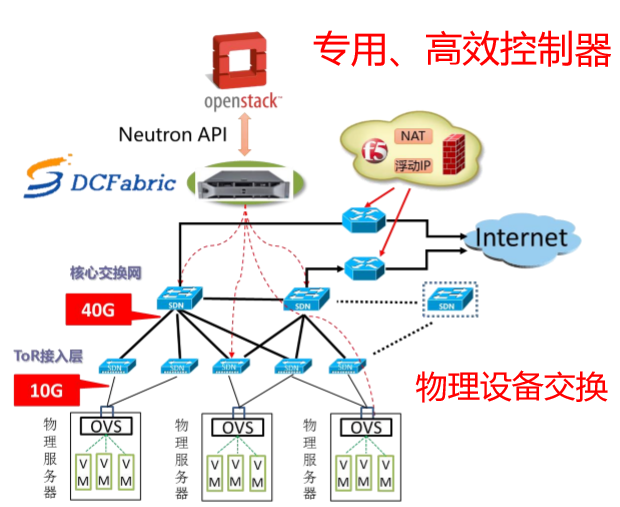 专用、高效控制器
openstack™
Neutron API
DCFabric
f5
NAT
浮动IP
Internet
核心交换网
40G
SDN
SDN
SDN
ToR接入层
10G
SDN
SDN
SDN
SDN
SDN
物理设备交换
物理服务器
OVS
VM
VM
VM
物理服务器
OVS
VM
VM
VM
物理服务器
OVS
VM
VM
VM